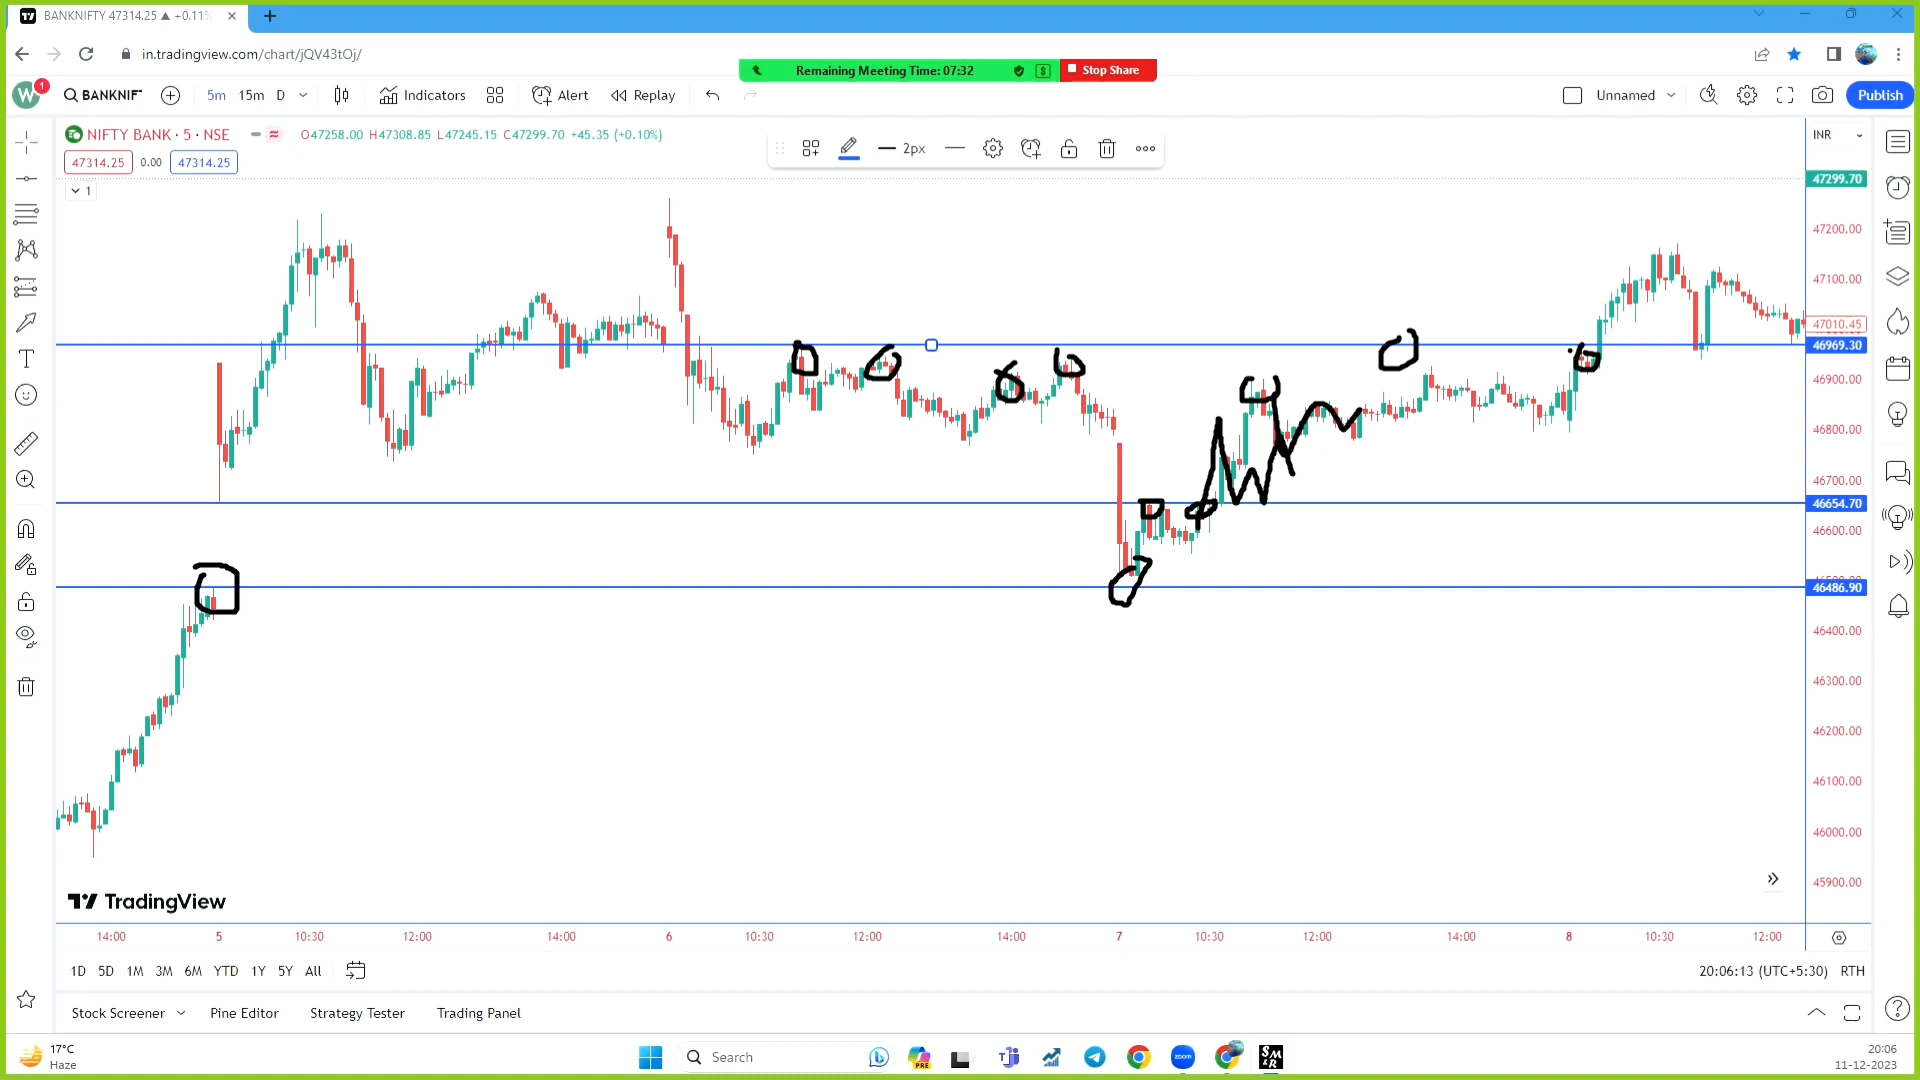 BANKNIFTY 47314.25 ▲ +0.11%
in.tradingview.com/chart/jQV43tOj/
Remaining Meeting Time: 07:32
Stop Share
W 1
BANKNIF
5m 15m D
Indicators
Alert
Replay
Unnamed
Publish
NIFTY BANK · 5 · NSE
O47258.00 H47308.85 L47245.15 C47299.70 +45.35 (+0.10%)
INR
47314.25 0.00 47314.25
2px
1
47299.70
47200.00
47100.00
47010.45
46969.30
46900.00
46800.00
46700.00
46654.70
46600.00
46486.90
46400.00
46300.00
46200.00
46100.00
46000.00
45900.00
TradingView
14:00 5 10:30 12:00 14:00 6 10:30 12:00 14:00 7 10:30 12:00 14:00 8 10:30 12:00
1D 5D 1M 3M 6M YTD 1Y 5Y All
20:06:13 (UTC+5:30) RTH
Stock Screener
Pine Editor
Strategy Tester
Trading Panel
17°C
Haze
Search
PRE
zoom
20:06
11-12-2023